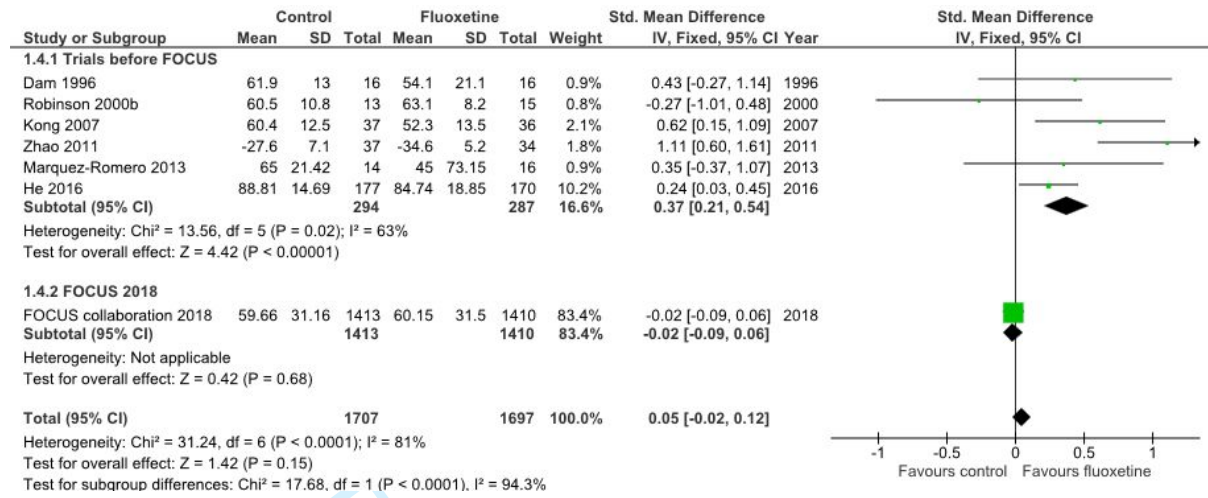 Control Fluoxetine Std. Mean Difference Std. Mean Difference
Study or Subgroup Mean SD Total Mean SD Total Weight IV, Fixed, 95% CI Year IV, Fixed, 95% CI
1.4.1 Trials before FOCUS
Dam 1996 61.9 13 16 54.1 21.1 16 0.9% 0.43 [-0.27, 1.14] 1996
Robinson 2000b 60.5 10.8 13 63.1 8.2 15 0.8% -0.27 [-1.01, 0.48] 2000
Kong 2007 60.4 12.5 37 52.3 13.5 36 2.1% 0.62 [0.15, 1.09] 2007
Zhao 2011 -27.6 7.1 37 -34.6 5.2 34 1.8% 1.11 [0.60, 1.61] 2011
Marquez-Romero 2013 65 21.42 14 45 73.15 16 0.9% 0.35 [-0.37, 1.07] 2013
He 2016 88.81 14.69 177 84.74 18.85 170 10.2% 0.24 [0.03, 0.45] 2016
Subtotal (95% CI) 294 287 16.6% 0.37 [0.21, 0.54]
Heterogeneity: Chi² = 13.56, df = 5 (P = 0.02); I² = 63%
Test for overall effect: Z = 4.42 (P < 0.00001)
1.4.2 FOCUS 2018
FOCUS collaboration 2018 59.66 31.16 1413 60.15 31.5 1410 83.4% -0.02 [-0.09, 0.06] 2018
Subtotal (95% CI) 1413 1410 83.4% -0.02 [-0.09, 0.06]
Heterogeneity: Not applicable
Test for overall effect: Z = 0.42 (P = 0.68)
Total (95% CI) 1707 1697 100.0% 0.05 [-0.02, 0.12]
Heterogeneity: Chi² = 31.24, df = 6 (P < 0.0001); I² = 81%
Test for overall effect: Z = 1.42 (P = 0.15)
Test for subgroup differences: Chi² = 17.68, df = 1 (P < 0.0001), I² = 94.3%
-1 -0.5 0 0.5 1
Favours control Favours fluoxetine